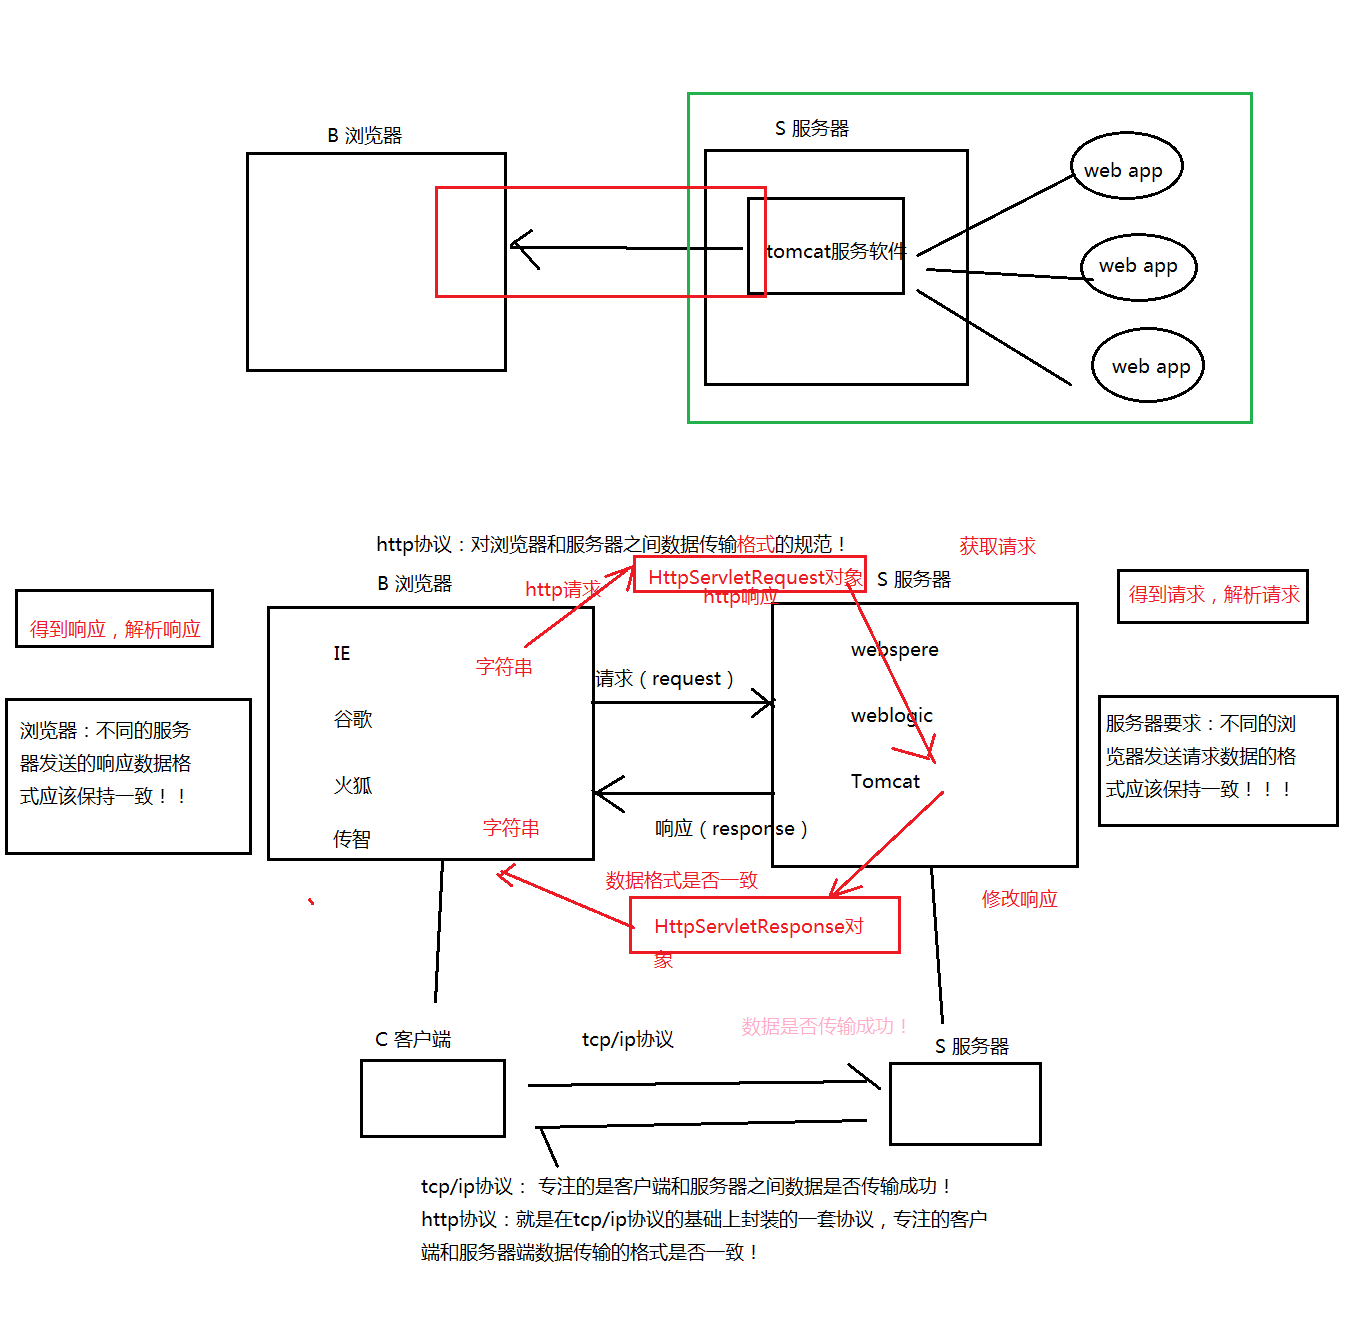 B 浏览器
S 服务器
web app
tomcat服务软件
web app
web app
http协议：对浏览器和服务器之间数据传输格式的规范！
获取请求
B 浏览器
http请求
HttpServletRequest对象
S 服务器
http响应
得到请求，解析请求
得到响应，解析响应
IE
字符串
webspere
请求（request）
谷歌
weblogic
浏览器：不同的服务
器发送的响应数据格
式应该保持一致！！
服务器要求：不同的浏
览器发送请求数据的格
式应该保持一致！！！
火狐
Tomcat
传智
字符串
响应（response）
数据格式是否一致
修改响应
HttpServletResponse对
象
数据是否传输成功！
C 客户端
tcp/ip协议
S 服务器
tcp/ip协议： 专注的是客户端和服务器之间数据是否传输成功！
http协议：就是在tcp/ip协议的基础上封装的一套协议，专注的客户
端和服务器端数据传输的格式是否一致！